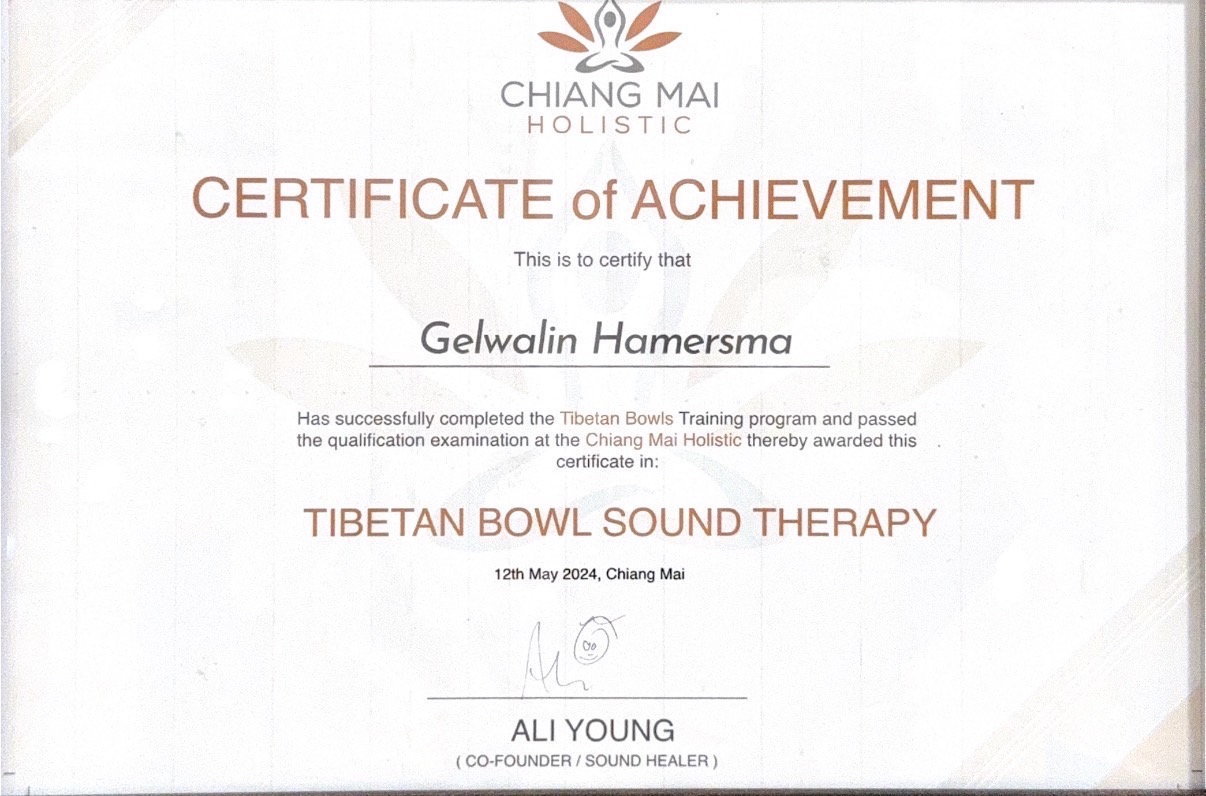 CHIANG MAI
HOLISTIC
CERTIFICATE of ACHIEVEMENT
This is to certify that
Gelwalin Hamersma
Has successfully completed the Tibetan Bowls Training program and passed
the qualification examination at the Chiang Mai Holistic thereby awarded this
certificate in:
TIBETAN BOWL SOUND THERAPY
12th May 2024, Chiang Mai
Ali
ALI YOUNG
( CO-FOUNDER / SOUND HEALER )